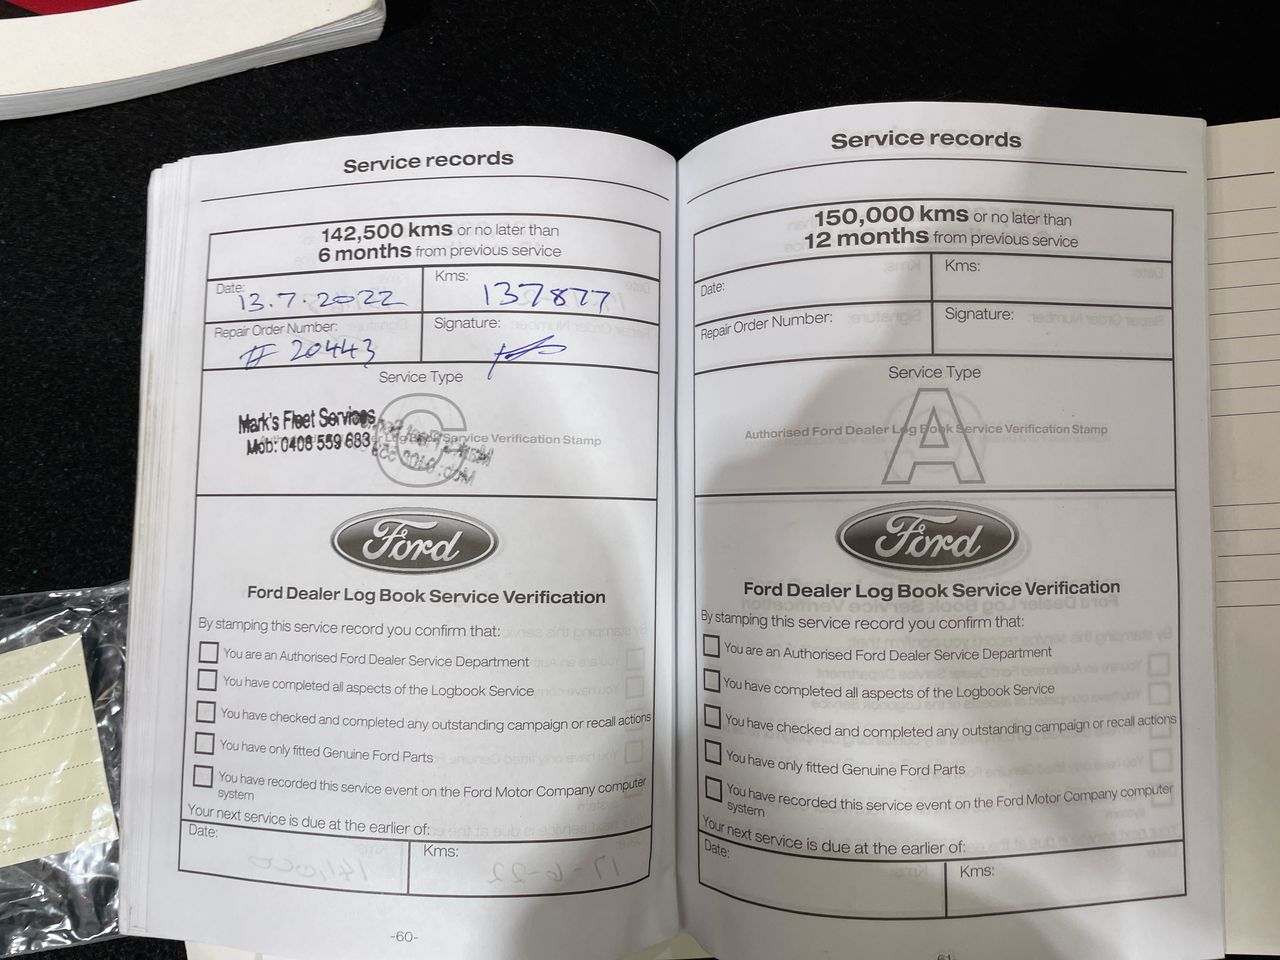 Service records
142,500 kms or no later than
6 months from previous service
Date: 13.7.2022
Kms: 137877
Repair Order Number: # 20443
Signature:
Service Type
C
Mark's Fleet Services
Mob: 0408 559 683
Log Book Service Verification Stamp
Ford
Ford Dealer Log Book Service Verification
By stamping this service record you confirm that:
You are an Authorised Ford Dealer Service Department
You have completed all aspects of the Logbook Service
You have checked and completed any outstanding campaign or recall actions
You have only fitted Genuine Ford Parts
You have recorded this service event on the Ford Motor Company computer
system
Your next service is due at the earlier of:
Date:
Kms:
-60-
Service records
150,000 kms or no later than
12 months from previous service
Date:
Kms:
Repair Order Number:
Signature:
Service Type
A
Authorised Ford Dealer Log Book Service Verification Stamp
Ford
Ford Dealer Log Book Service Verification
By stamping this service record you confirm that:
You are an Authorised Ford Dealer Service Department
You have completed all aspects of the Logbook Service
You have checked and completed any outstanding campaign or recall actions
You have only fitted Genuine Ford Parts
You have recorded this service event on the Ford Motor Company computer
system
Your next service is due at the earlier of:
Date:
Kms: